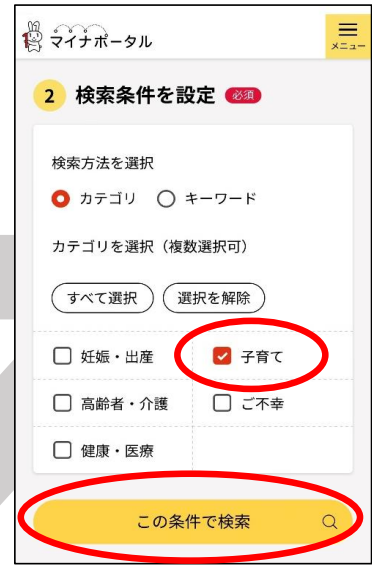 マイナポータル
メニュー
2 検索条件を設定 必須
検索方法を選択
カテゴリ キーワード
カテゴリを選択（複数選択可）
すべて選択 選択を解除
妊娠・出産 子育て
高齢者・介護 ご不幸
健康・医療
この条件で検索